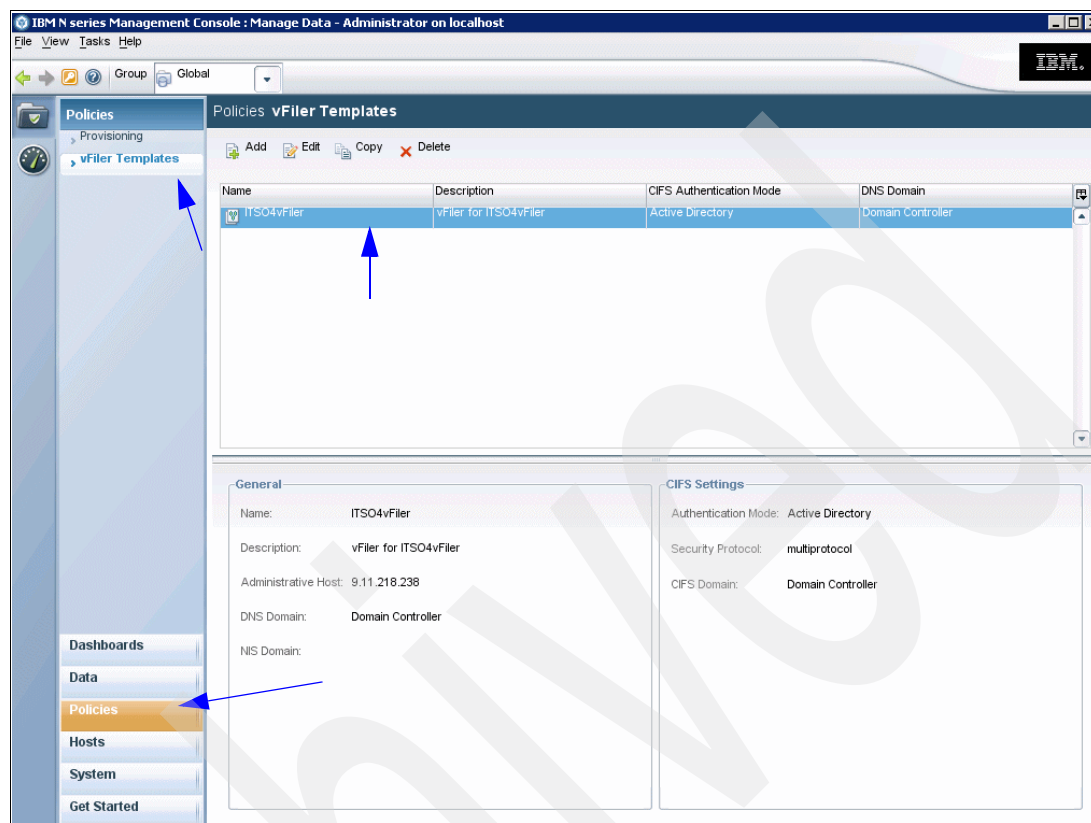 IBM N series Management Console : Manage Data - Administrator on localhost
File View Tasks Help
Group Global
IBM.
Policies
Provisioning
vFiler Templates
Policies vFiler Templates
Add Edit Copy Delete
Name Description CIFS Authentication Mode DNS Domain
ITSO4vFiler vFiler for ITSO4vFiler Active Directory Domain Controller
General
Name: ITSO4vFiler
Description: vFiler for ITSO4vFiler
Administrative Host: 9.11.218.238
DNS Domain: Domain Controller
NIS Domain:
CIFS Settings
Authentication Mode: Active Directory
Security Protocol: multiprotocol
CIFS Domain: Domain Controller
Dashboards
Data
Policies
Hosts
System
Get Started